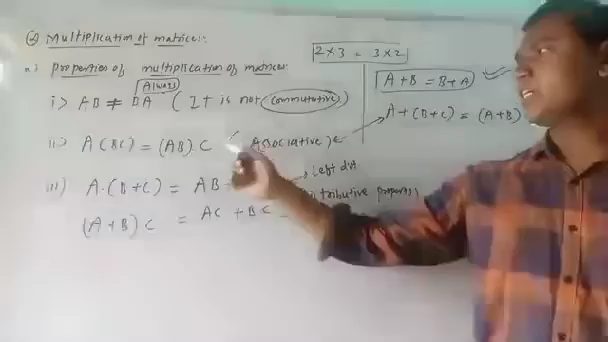 Multiplication of matrices:
properties of multiplication of matrices:
Always
i) AB ≠ BA (It is not commutative)
ii) A(BC) = (AB)C (Associative)
iii) A·(B+C) = AB+
Left dis
tributive property
(A+B)C = AC + BC
2×3 = 3×2
A+B = B+A
A+(B+C) = (A+B)